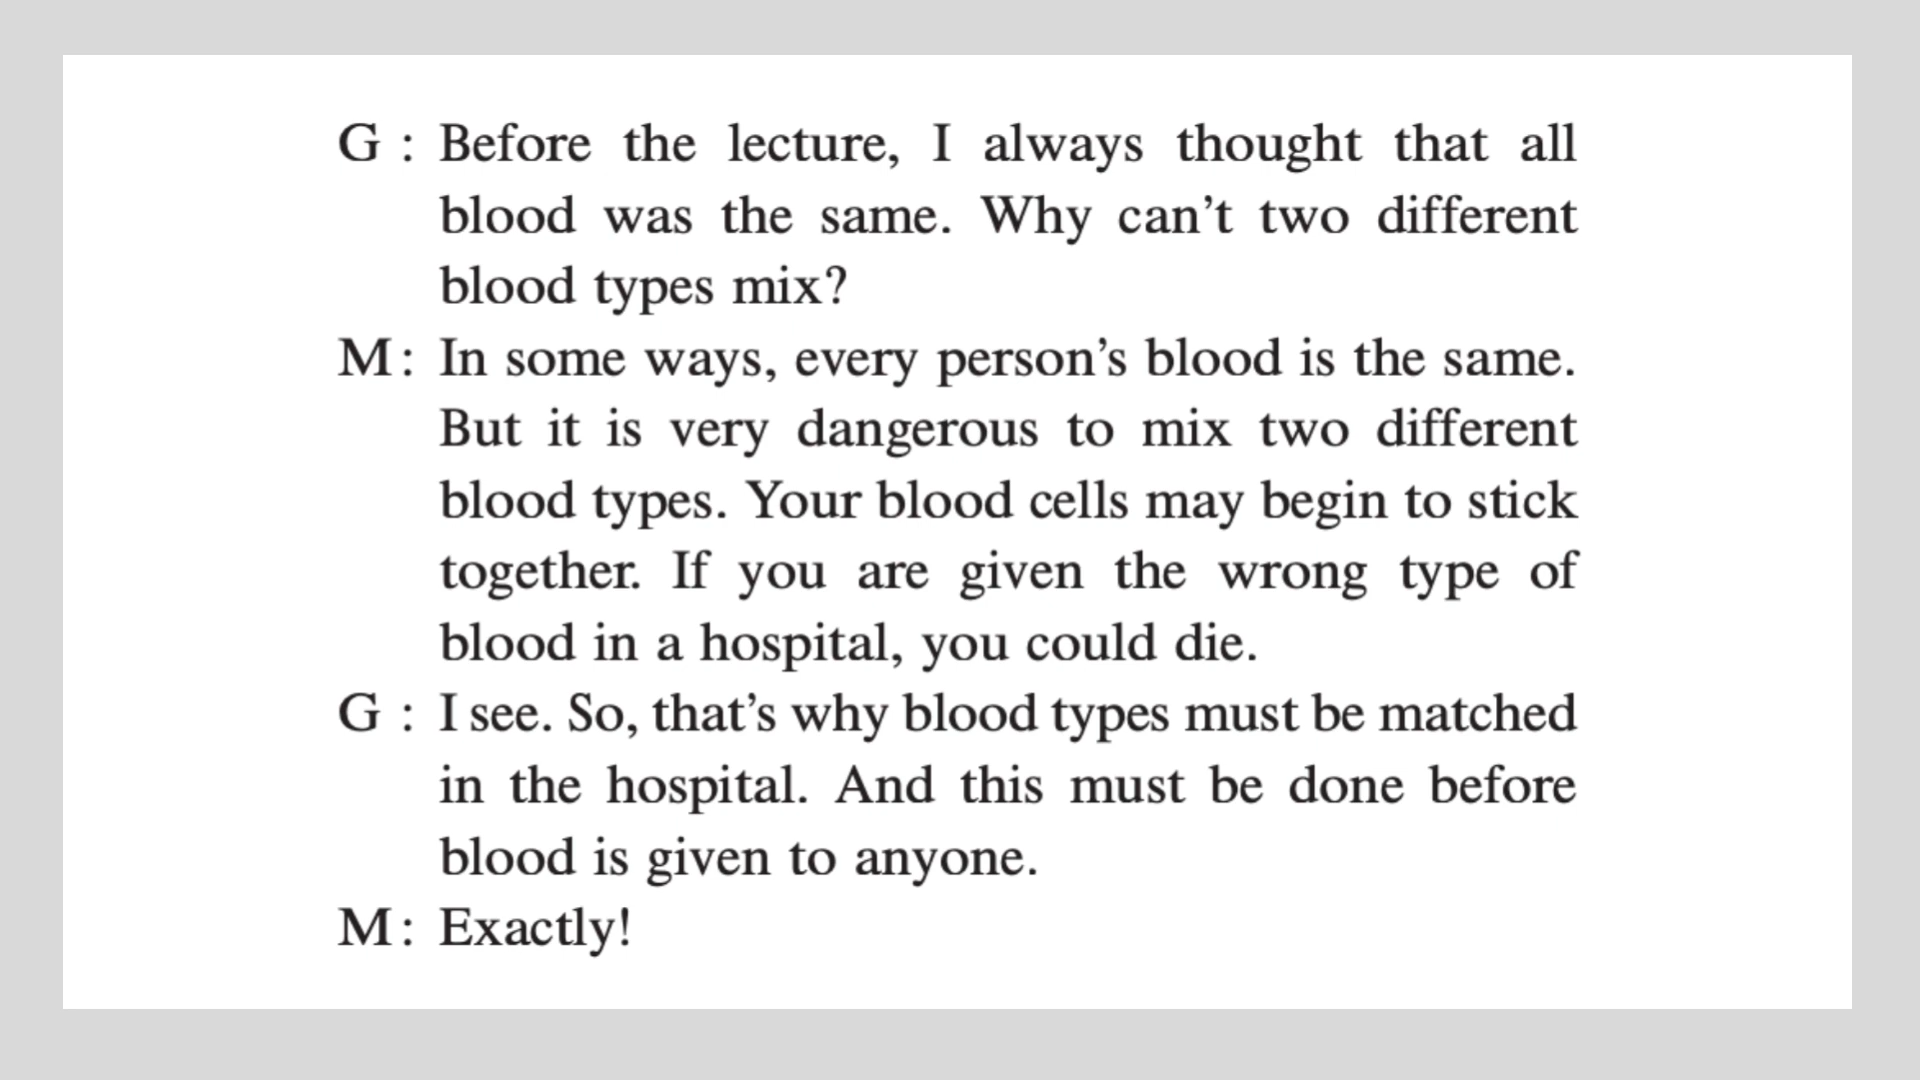 G : Before the lecture, I always thought that all
blood was the same. Why can’t two different
blood types mix?
M : In some ways, every person’s blood is the same.
But it is very dangerous to mix two different
blood types. Your blood cells may begin to stick
together. If you are given the wrong type of
blood in a hospital, you could die.
G : I see. So, that’s why blood types must be matched
in the hospital. And this must be done before
blood is given to anyone.
M : Exactly!